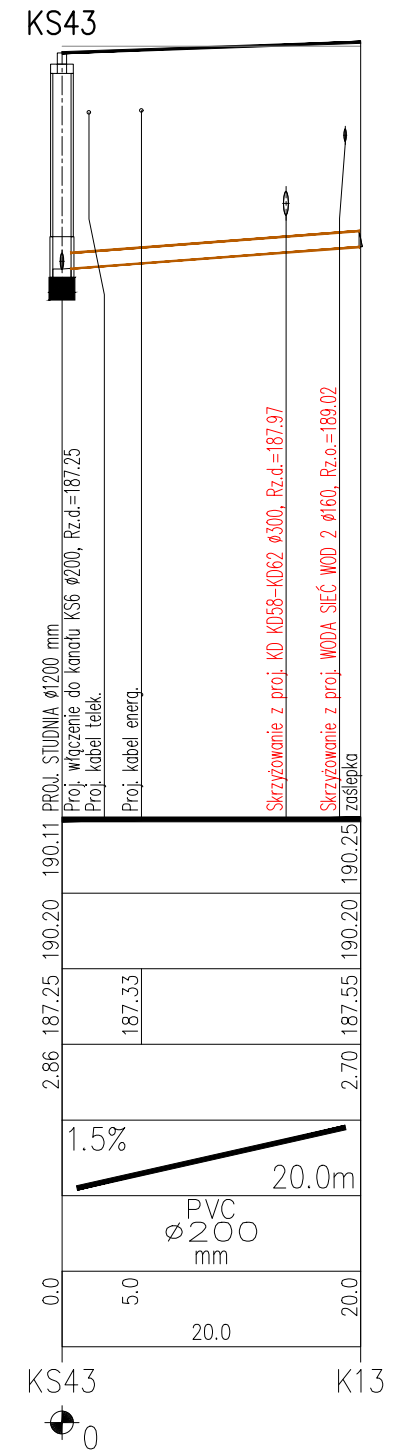 KS43
PROJ. STUDNIA ø1200 mm
Proj. włączenie do kanału KS6 ø200, Rz.d.=187.25
Proj. kabel telek.
Proj. kabel energ.
Skrzyżowanie z proj. KD KD58-KD62 ø300, Rz.d.=187.97
Skrzyżowanie z proj. WODA SIEĆ WOD 2 ø160, Rz.o.=189.02
zaślepka
190.11 190.25
190.20 190.20
187.25 187.33 187.55
2.86 2.70
1.5%
20.0m
PVC
ø200
mm
0.0 5.0 20.0
20.0
KS43 K13
0